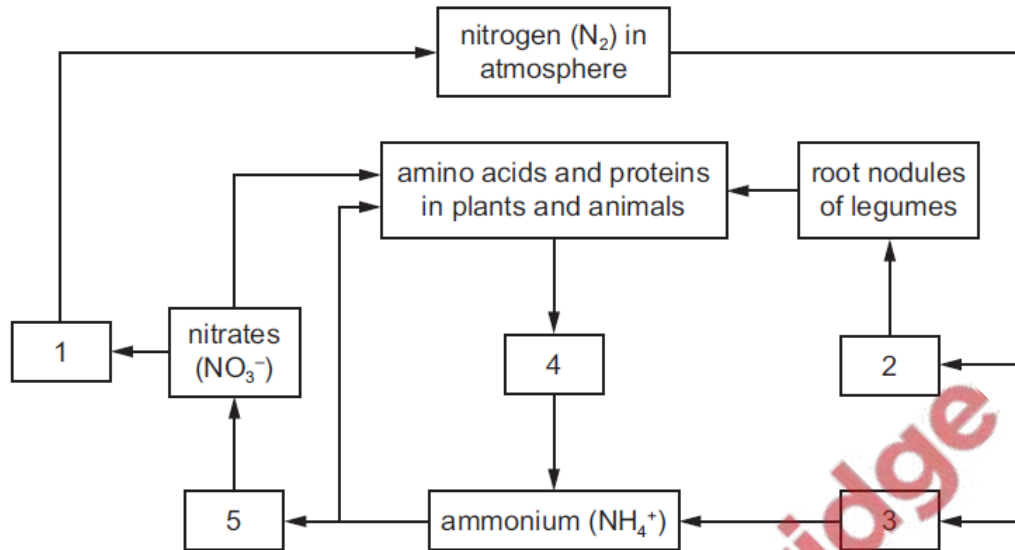 nitrogen (N₂) in
atmosphere
amino acids and proteins
in plants and animals
root nodules
of legumes
1
nitrates
(NO₃⁻)
4
2
5
ammonium (NH₄⁺)
3
idge